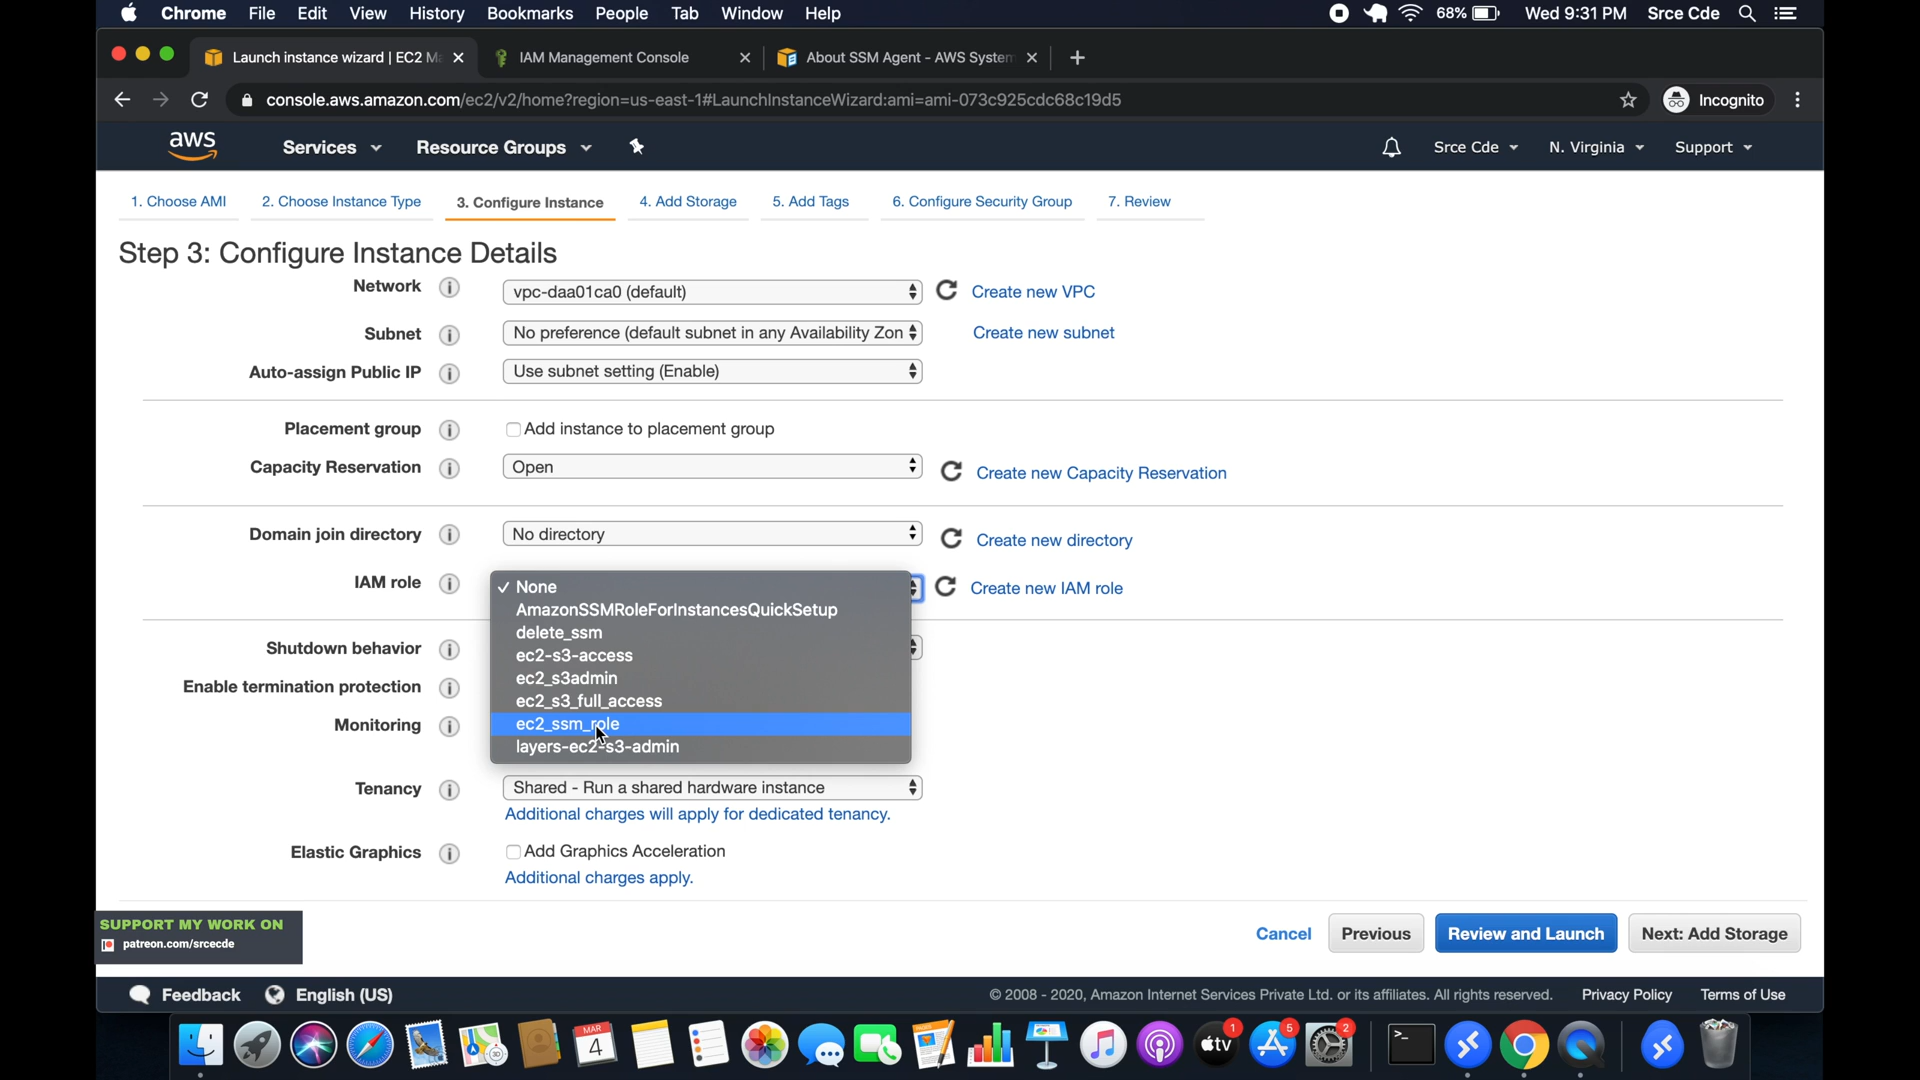 Chrome File Edit View History Bookmarks People Tab Window Help 68% Wed 9:31 PM Srce Cde
Launch instance wizard | EC2 M IAM Management Console About SSM Agent - AWS System
console.aws.amazon.com/ec2/v2/home?region=us-east-1#LaunchInstanceWizard:ami=ami-073c925cdc68c19d5 Incognito
aws Services Resource Groups Srce Cde N. Virginia Support
1. Choose AMI 2. Choose Instance Type 3. Configure Instance 4. Add Storage 5. Add Tags 6. Configure Security Group 7. Review
Step 3: Configure Instance Details
Network i vpc-daa01ca0 (default) Create new VPC
Subnet i No preference (default subnet in any Availability Zon Create new subnet
Auto-assign Public IP i Use subnet setting (Enable)
Placement group i Add instance to placement group
Capacity Reservation i Open Create new Capacity Reservation
Domain join directory i No directory Create new directory
IAM role i ✓ None Create new IAM role
AmazonSSMRoleForInstancesQuickSetup
delete_ssm
Shutdown behavior i ec2-s3-access
ec2_s3admin
Enable termination protection i ec2_s3_full_access
Monitoring i ec2_ssm_role
layers-ec2-s3-admin
Tenancy i Shared - Run a shared hardware instance
Additional charges will apply for dedicated tenancy.
Elastic Graphics i Add Graphics Acceleration
Additional charges apply.
SUPPORT MY WORK ON
patreon.com/srcecde
Cancel Previous Review and Launch Next: Add Storage
Feedback English (US) © 2008 - 2020, Amazon Internet Services Private Ltd. or its affiliates. All rights reserved. Privacy Policy Terms of Use
MAR
4
3D
tv
1
5
2
>_